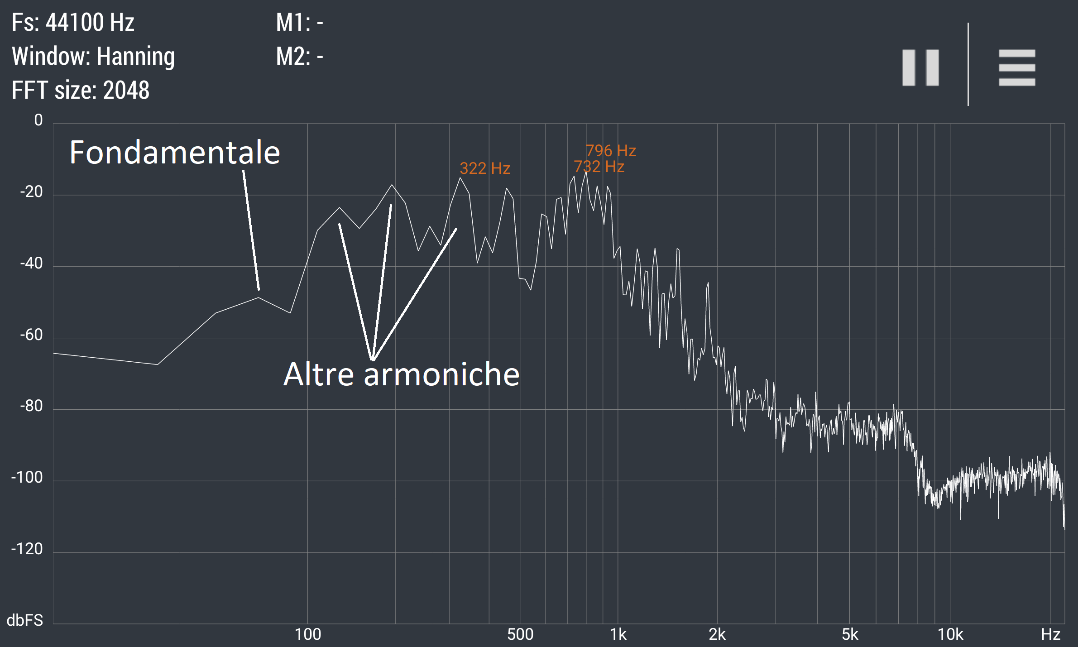 Fs: 44100 Hz
M1: -
Window: Hanning
M2: -
FFT size: 2048
0
Fondamentale
796 Hz
322 Hz
732 Hz
-20
-40
-60
Altre armoniche
-80
-100
-120
dbFS
100
500
1k
2k
5k
10k
Hz